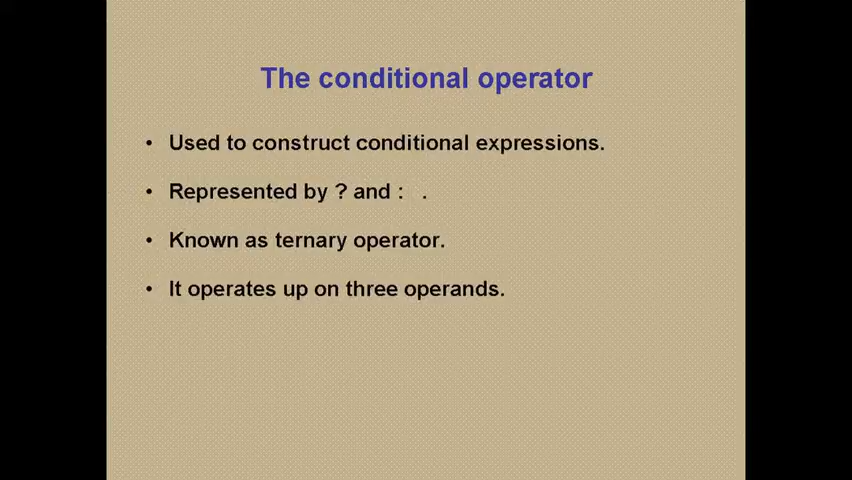 The conditional operator
• Used to construct conditional expressions.
• Represented by ? and : .
• Known as ternary operator.
• It operates up on three operands.